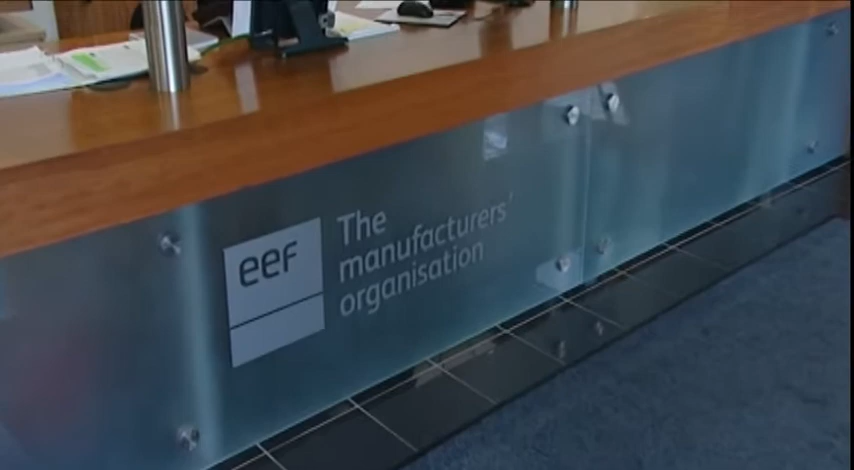 eef
The
manufacturers'
organisation